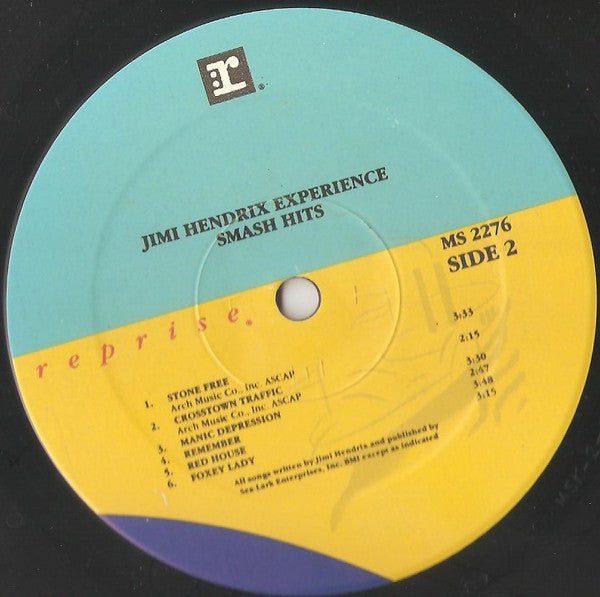 r
JIMI HENDRIX EXPERIENCE
SMASH HITS
MS 2276
SIDE 2
reprise
1. STONE FREE 3:33
Arch Music Co., Inc. ASCAP
2. CROSSTOWN TRAFFIC 2:15
Arch Music Co., Inc. ASCAP
3. MANIC DEPRESSION 3:30
4. REMEMBER 2:47
5. RED HOUSE 3:48
6. FOXEY LADY 3:15
All songs written by Jimi Hendrix and published by
Sea Lark Enterprises, Inc. BMI except as indicated